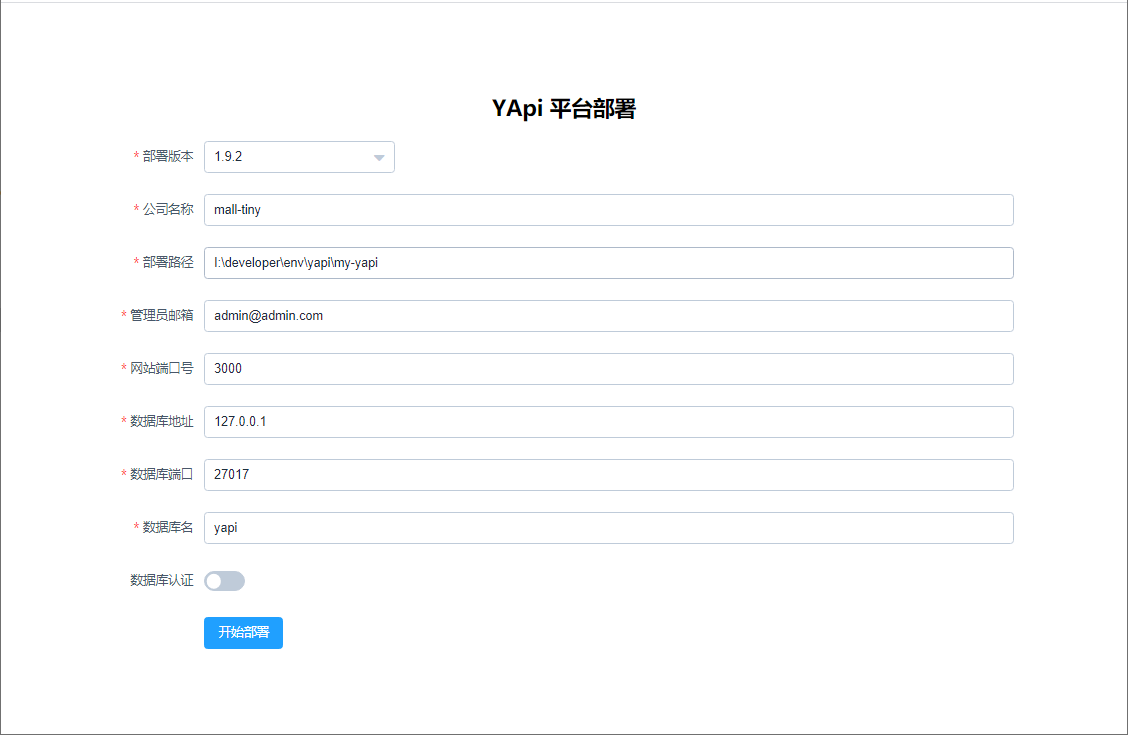 YApi 平台部署
* 部署版本 1.9.2
* 公司名称 mall-tiny
* 部署路径 I:\developer\env\yapi\my-yapi
* 管理员邮箱 admin@admin.com
* 网站端口号 3000
* 数据库地址 127.0.0.1
* 数据库端口 27017
* 数据库名 yapi
数据库认证
开始部署